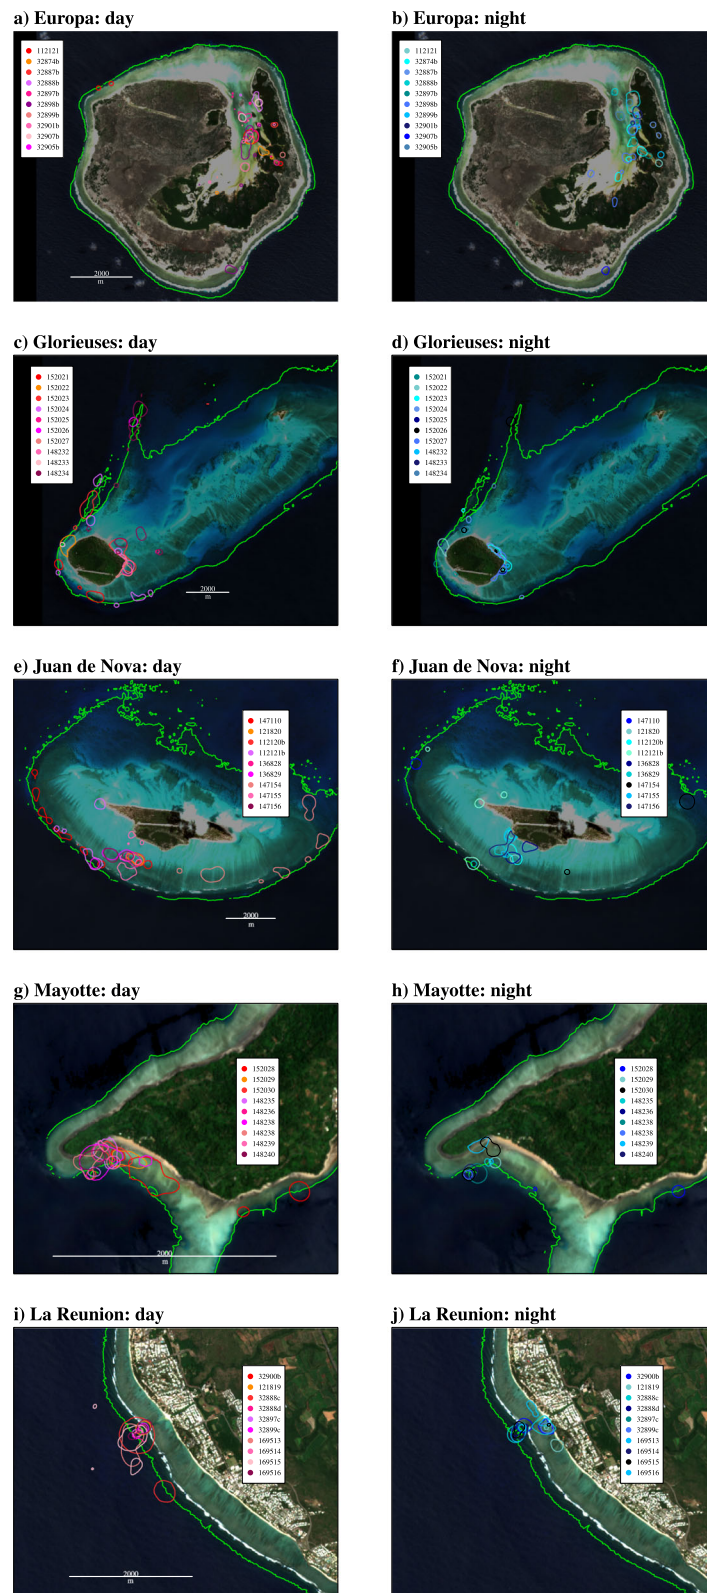 a) Europa: day
112121
32874b
32887b
32888b
32897b
32898b
32899b
32901b
32907b
32905b
2000
m
b) Europa: night
112121
32874b
32887b
32888b
32897b
32898b
32899b
32901b
32907b
32905b
c) Glorieuses: day
152021
152022
152023
152024
152025
152026
152027
148232
148233
148234
2000
m
d) Glorieuses: night
152021
152022
152023
152024
152025
152026
152027
148232
148233
148234
e) Juan de Nova: day
147110
121820
112120b
112121b
136828
136829
147154
147155
147156
2000
m
f) Juan de Nova: night
147110
121820
112120b
112121b
136828
136829
147154
147155
147156
g) Mayotte: day
152028
152029
152030
148235
148236
148238
148238
148239
148240
2000
m
h) Mayotte: night
152028
152029
152030
148235
148236
148238
148238
148239
148240
i) La Reunion: day
32900b
121819
32888c
32888d
32897c
32899c
169513
169514
169515
169516
2000
m
j) La Reunion: night
32900b
121819
32888c
32888d
32897c
32899c
169513
169514
169515
169516